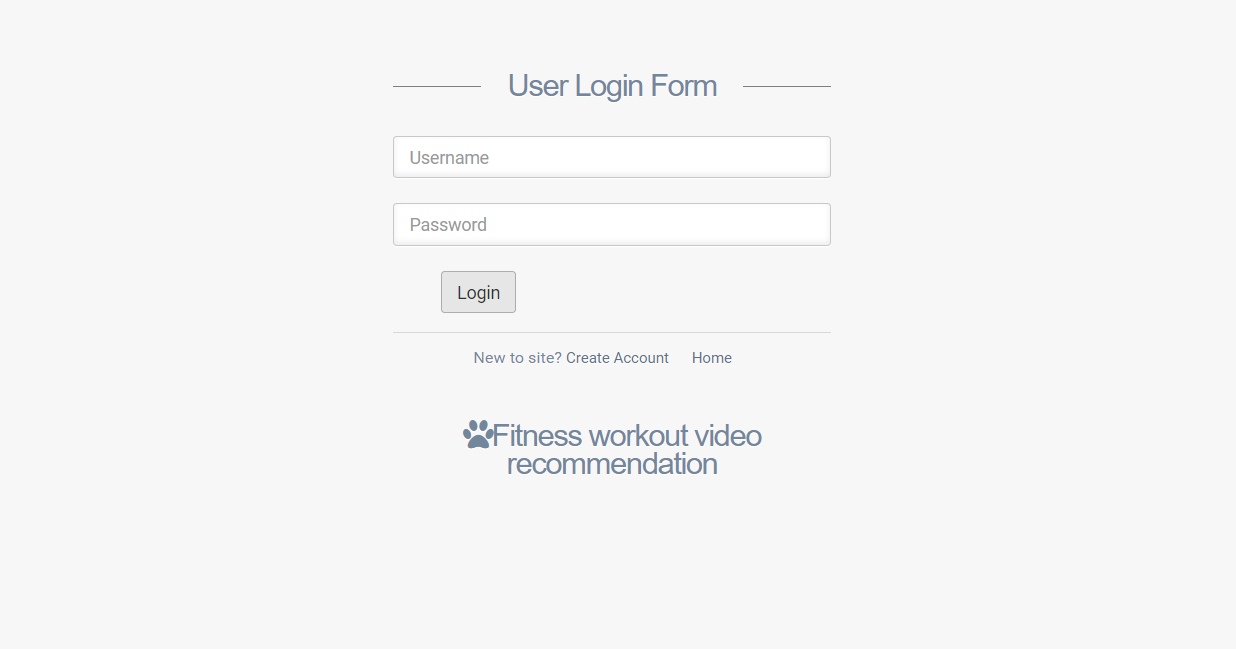 User Login Form
Username
Password
Login
New to site? Create Account Home
Fitness workout video
recommendation